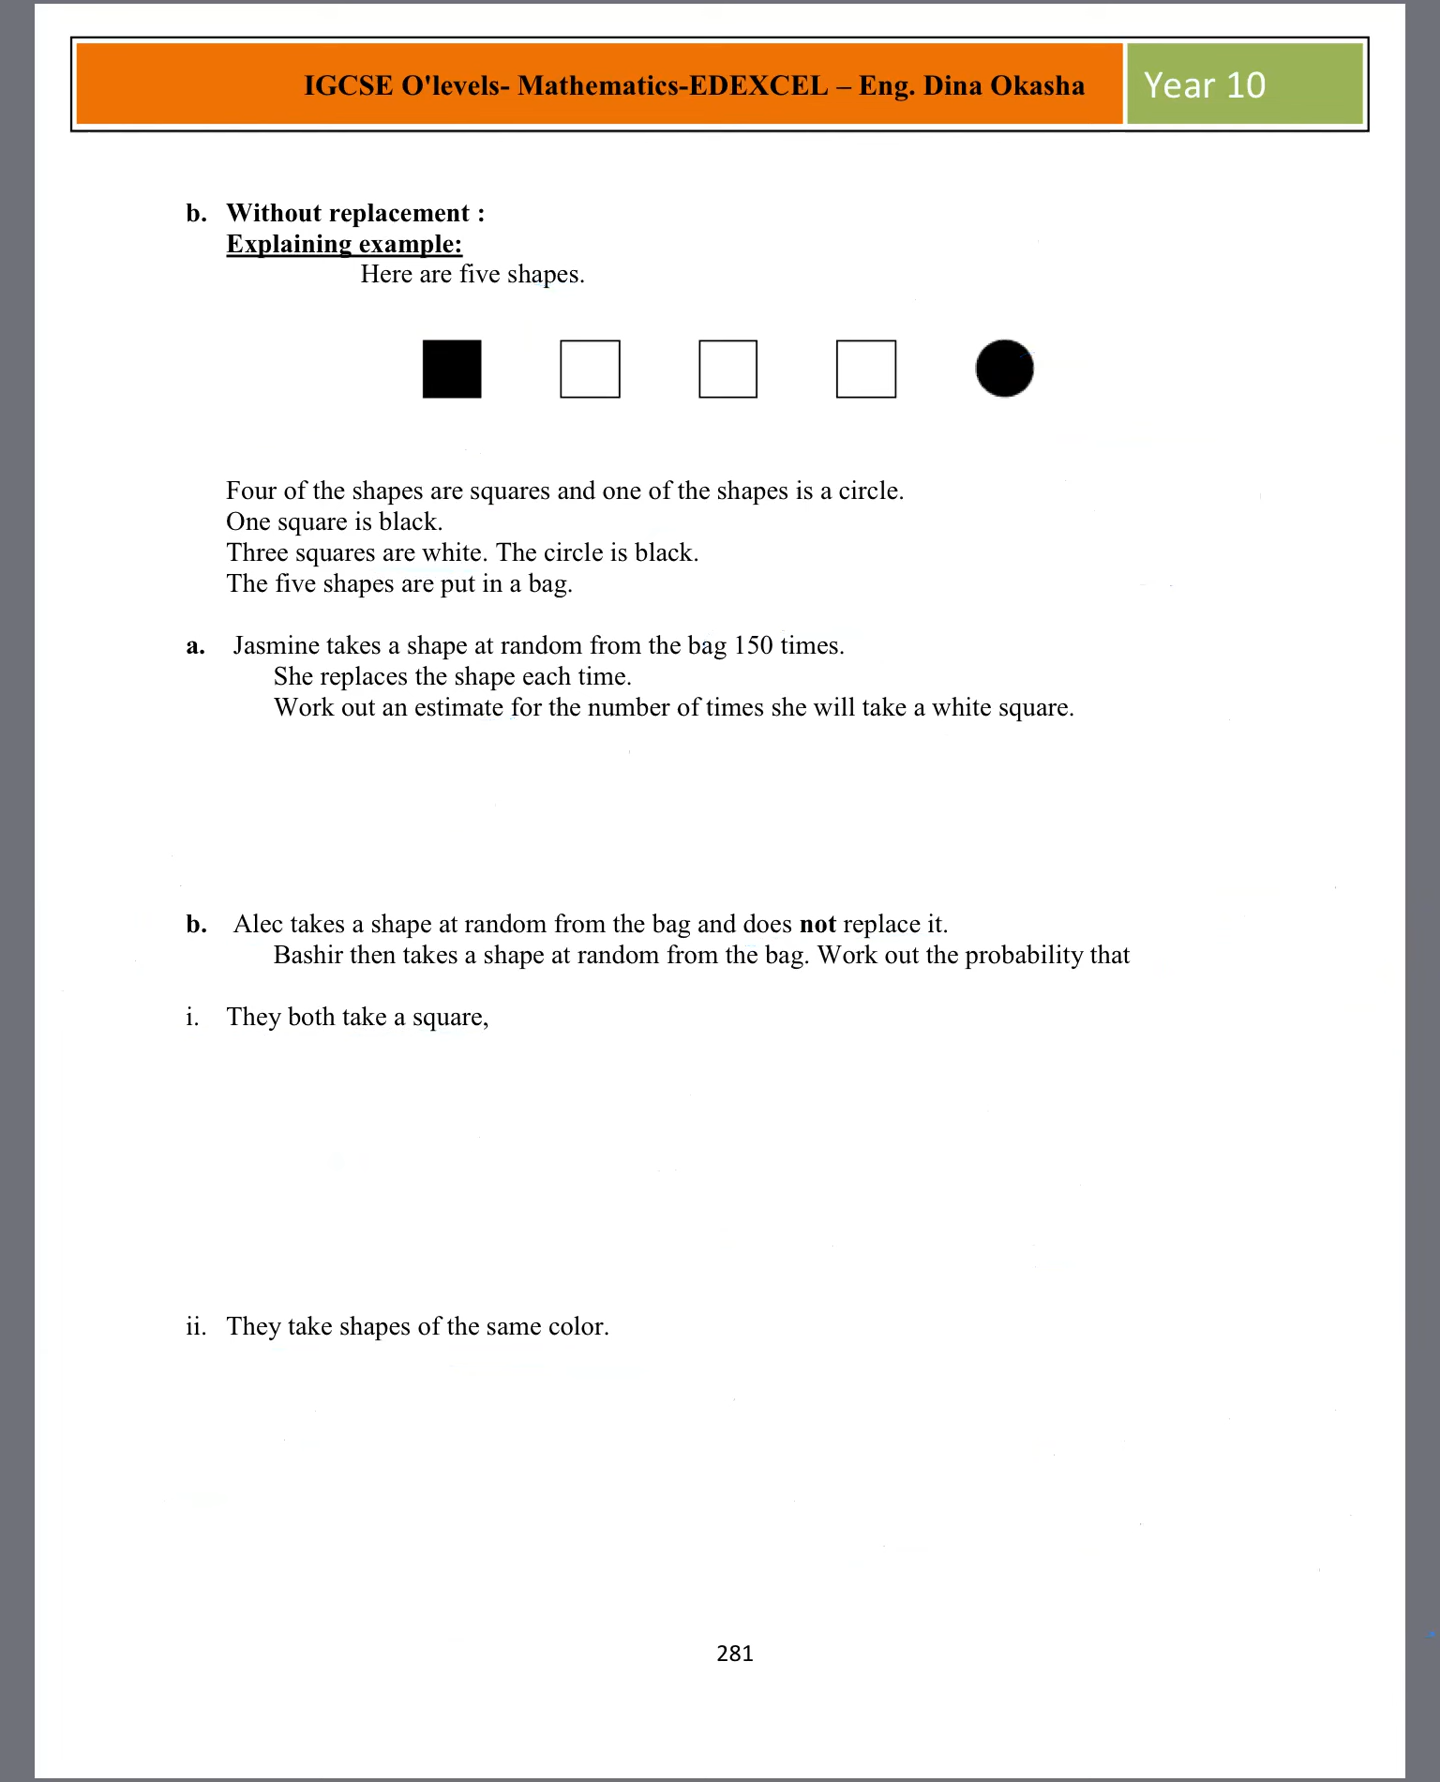 IGCSE O'levels- Mathematics-EDEXCEL – Eng. Dina Okasha
Year 10
b. Without replacement :
Explaining example:
Here are five shapes.
Four of the shapes are squares and one of the shapes is a circle.
One square is black.
Three squares are white. The circle is black.
The five shapes are put in a bag.
a. Jasmine takes a shape at random from the bag 150 times.
She replaces the shape each time.
Work out an estimate for the number of times she will take a white square.
b. Alec takes a shape at random from the bag and does not replace it.
Bashir then takes a shape at random from the bag. Work out the probability that
i. They both take a square,
ii. They take shapes of the same color.
281